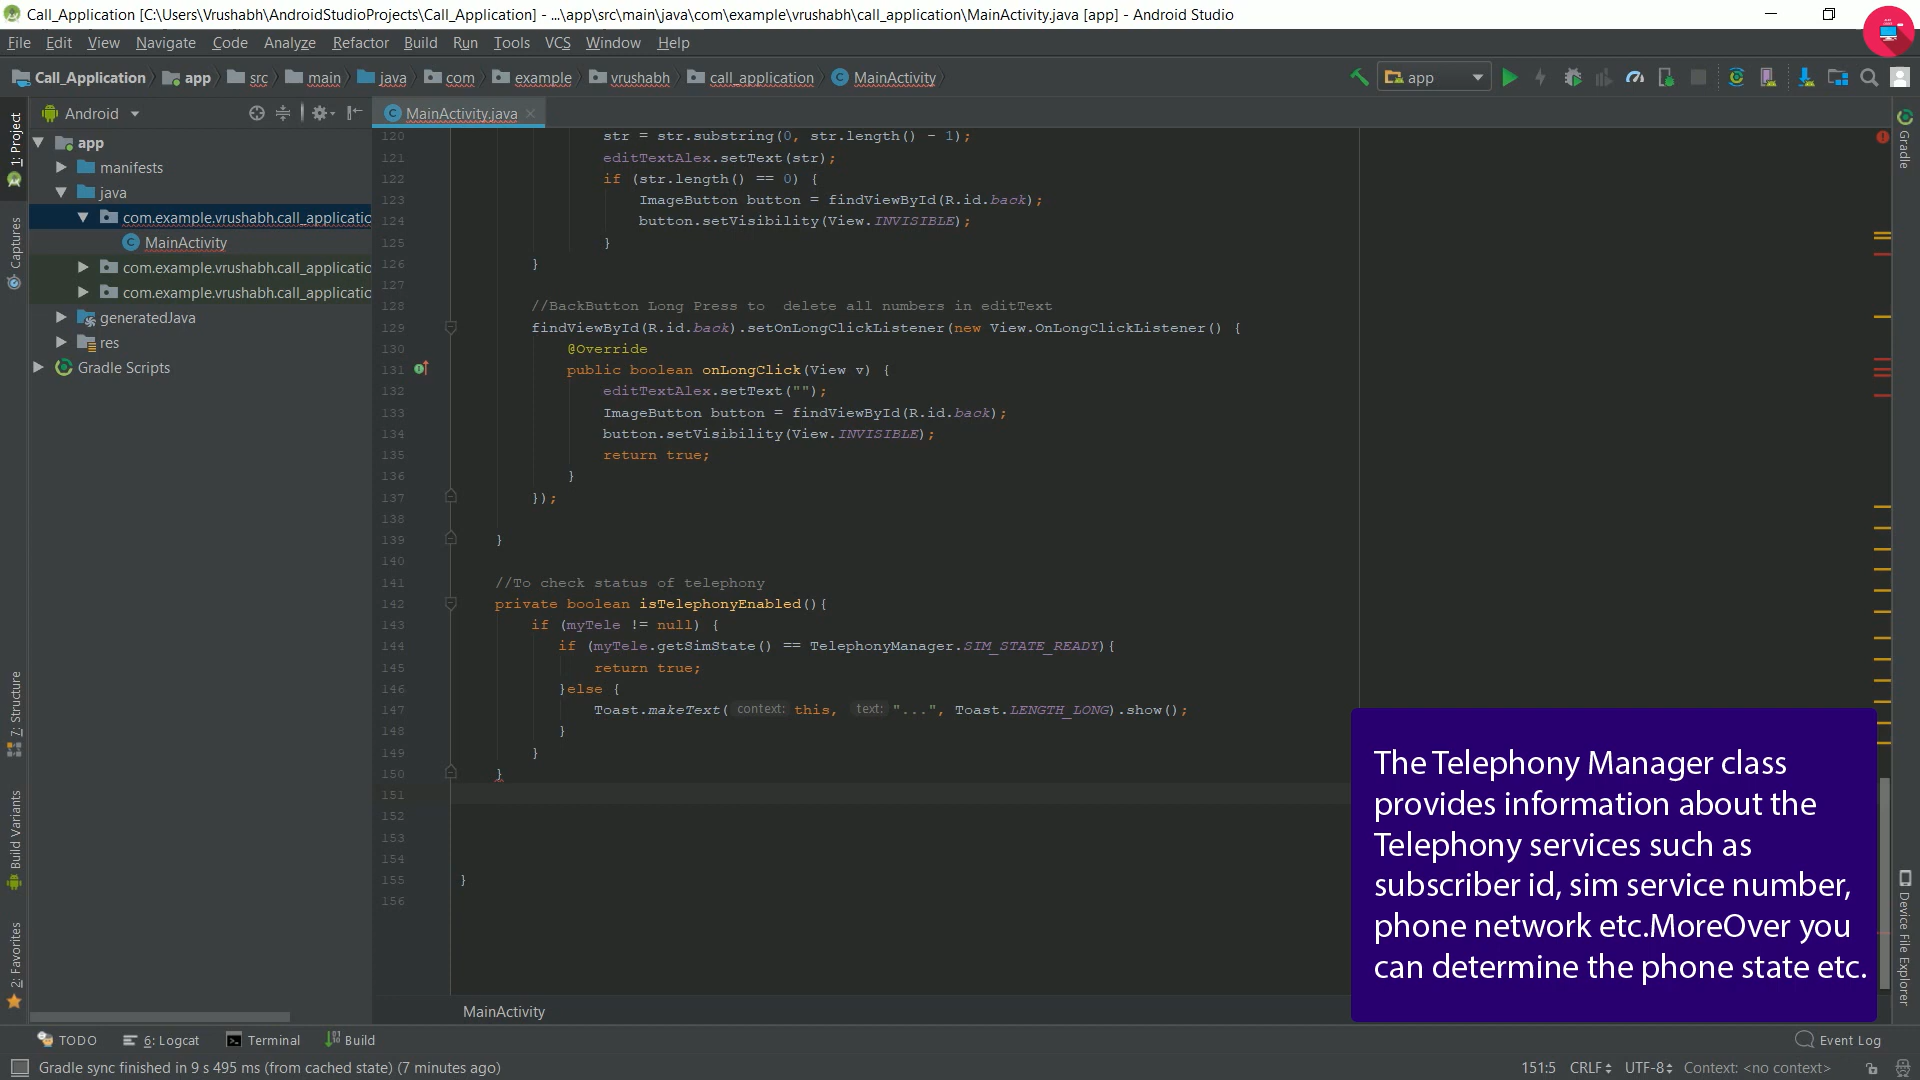 Call_Application [C:\Users\Vrushabh\AndroidStudioProjects\Call_Application] - ...\app\src\main\java\com\example\vrushabh\call_application\MainActivity.java [app] - Android Studio
File Edit View Navigate Code Analyze Refactor Build Run Tools VCS Window Help
Call_Application app src main java com example vrushabh call_application MainActivity app
Android
MainActivity.java
1: Project
Captures
7: Structure
Build Variants
2: Favorites
app
manifests
java
com.example.vrushabh.call_applicatio
MainActivity
com.example.vrushabh.call_applicatio
com.example.vrushabh.call_applicatio
generatedJava
res
Gradle Scripts
120 str = str.substring(0, str.length() - 1);
121 editTextAlex.setText(str);
122 if (str.length() == 0) {
123 ImageButton button = findViewById(R.id.back);
124 button.setVisibility(View.INVISIBLE);
125 }
126 }
127
128 //BackButton Long Press to  delete all numbers in editText
129 findViewById(R.id.back).setOnLongClickListener(new View.OnLongClickListener() {
130 @Override
131 public boolean onLongClick(View v) {
132 editTextAlex.setText("");
133 ImageButton button = findViewById(R.id.back);
134 button.setVisibility(View.INVISIBLE);
135 return true;
136 }
137 });
138
139 }
140
141 //To check status of telephony
142 private boolean isTelephonyEnabled(){
143 if (myTele != null) {
144 if (myTele.getSimState() == TelephonyManager.SIM_STATE_READY){
145 return true;
146 }else {
147 Toast.makeText( context: this, text: "...", Toast.LENGTH_LONG).show();
148 }
149 }
150 }
151
152
153
154
155 }
156
MainActivity
Gradle
Device File Explorer
The Telephony Manager class
provides information about the
Telephony services such as
subscriber id, sim service number,
phone network etc.MoreOver you
can determine the phone state etc.
TODO 6: Logcat Terminal Build Event Log
Gradle sync finished in 9 s 495 ms (from cached state) (7 minutes ago) 151:5 CRLF UTF-8 Context: <no context>